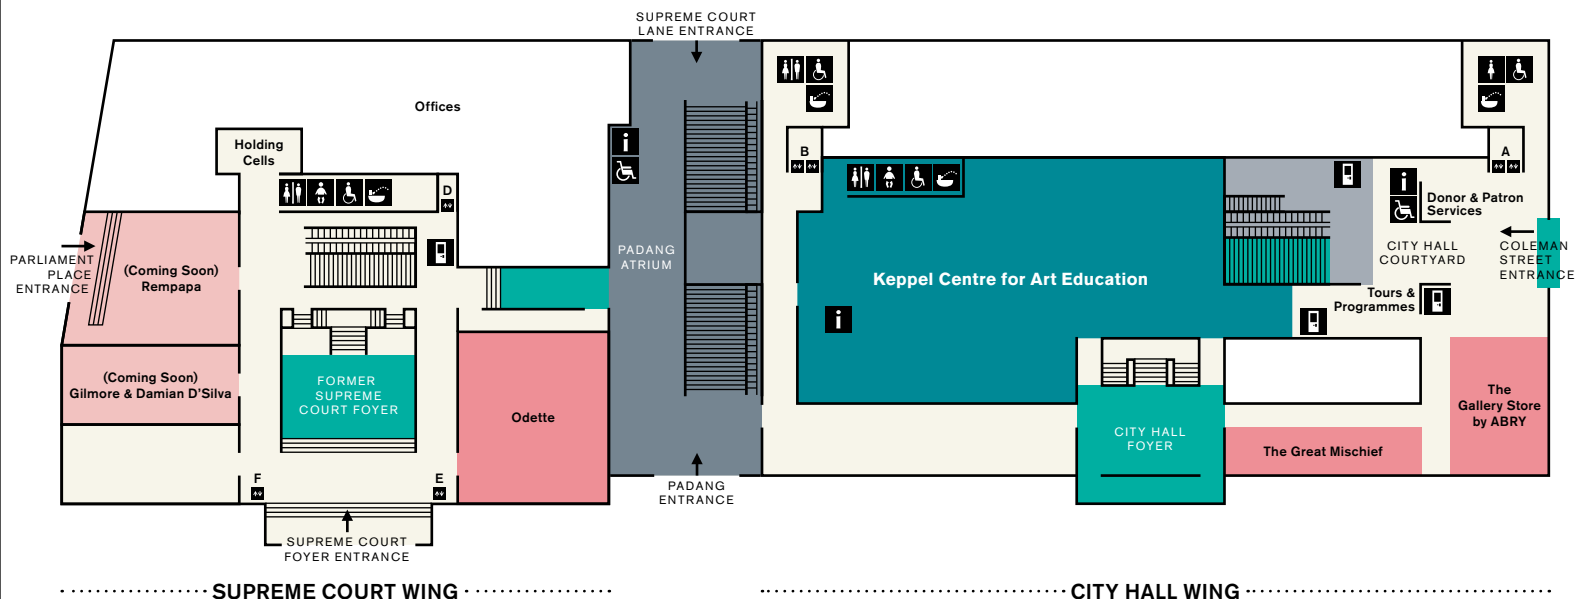 SUPREME COURT
LANE ENTRANCE
Offices
Holding
Cells
D
B
A
Donor & Patron
Services
PARLIAMENT
PLACE
ENTRANCE
(Coming Soon)
Rempapa
PADANG
ATRIUM
Keppel Centre for Art Education
CITY HALL
COURTYARD
COLEMAN
STREET
ENTRANCE
Tours &
Programmes
(Coming Soon)
Gilmore & Damian D'Silva
FORMER
SUPREME
COURT FOYER
Odette
CITY HALL
FOYER
The Great Mischief
The
Gallery Store
by ABRY
F
E
PADANG
ENTRANCE
SUPREME COURT
FOYER ENTRANCE
SUPREME COURT WING
CITY HALL WING